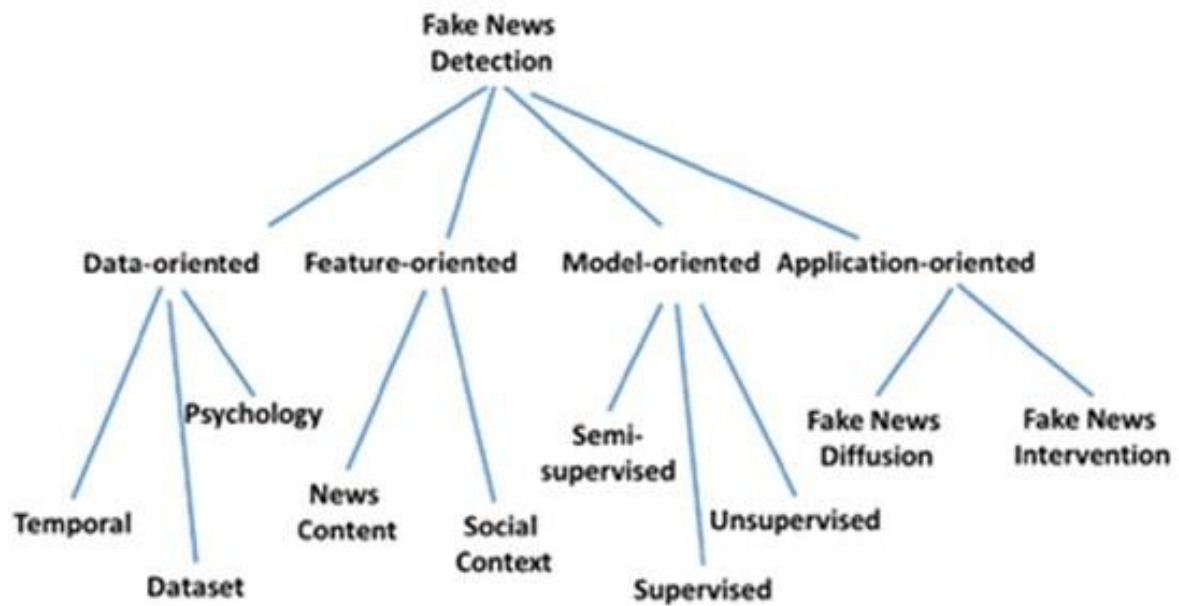 Fake News
Detection
Data-oriented Feature-oriented Model-oriented Application-oriented
Psychology
Fake News
Diffusion
Fake News
Intervention
Semi-
supervised
News
Content
Temporal
Social
Context
Unsupervised
Dataset
Supervised